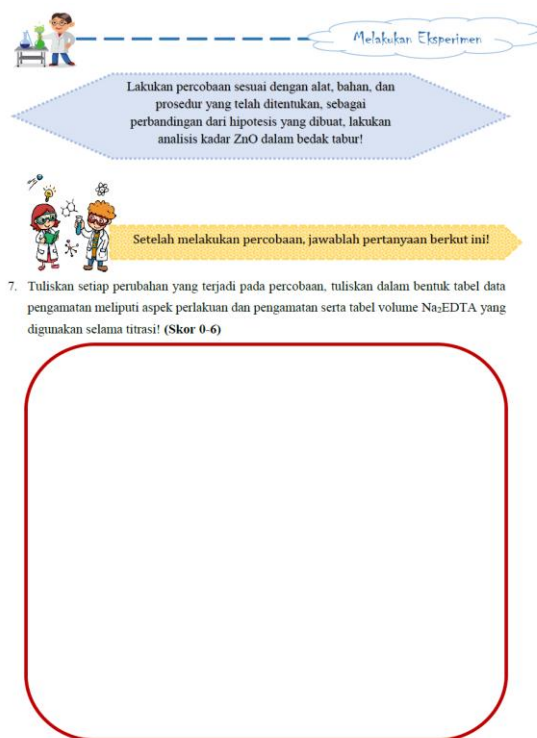 Melakukan Eksperimen
Lakukan percobaan sesuai dengan alat, bahan, dan
prosedur yang telah ditentukan, sebagai
perbandingan dari hipotesis yang dibuat, lakukan
analisis kadar ZnO dalam bedak tabur!
Setelah melakukan percobaan, jawablah pertanyaan berkut ini!
7. Tuliskan setiap perubahan yang terjadi pada percobaan, tuliskan dalam bentuk tabel data
pengamatan meliputi aspek perlakuan dan pengamatan serta tabel volume Na₂EDTA yang
digunakan selama titrasi! (Skor 0-6)